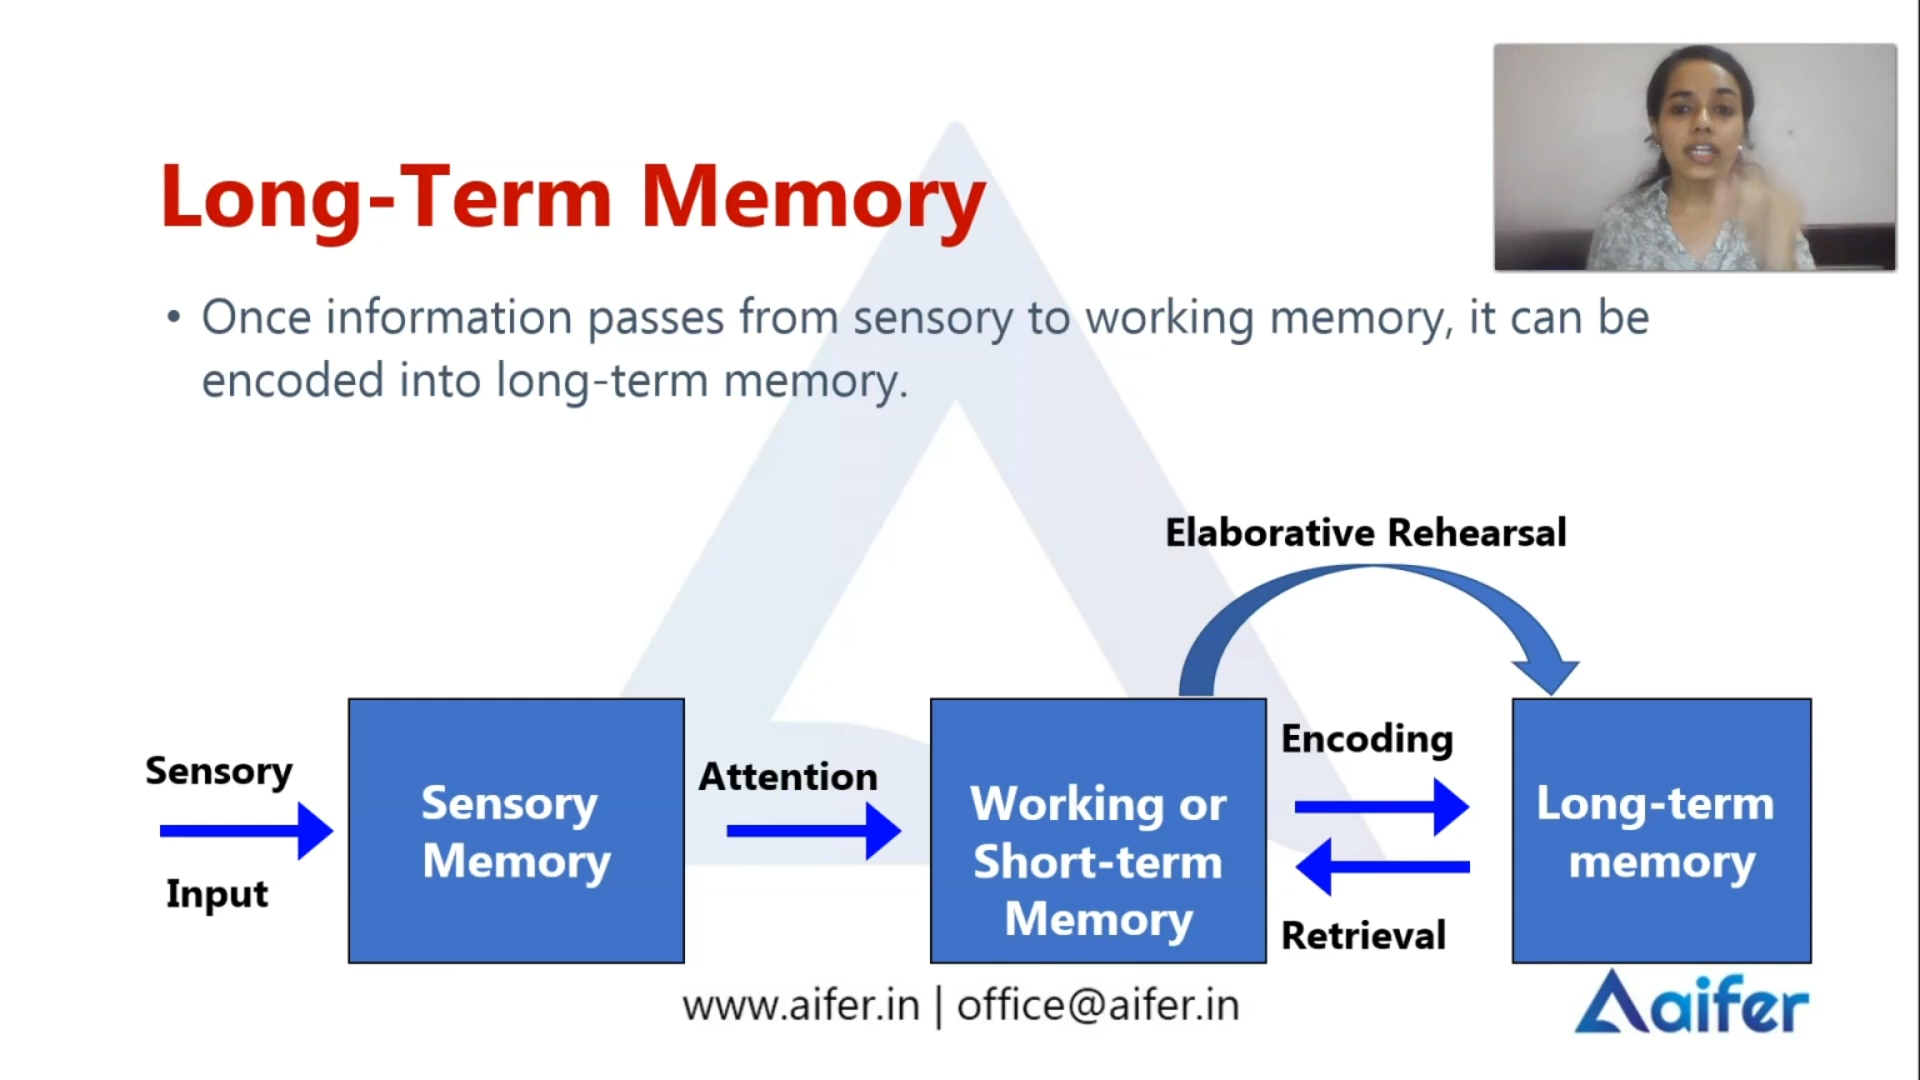 Long-Term Memory
• Once information passes from sensory to working memory, it can be
encoded into long-term memory.
Elaborative Rehearsal
Sensory
Input
Sensory
Memory
Attention
Working or
Short-term
Memory
Encoding
Retrieval
Long-term
memory
www.aifer.in | office@aifer.in
aifer